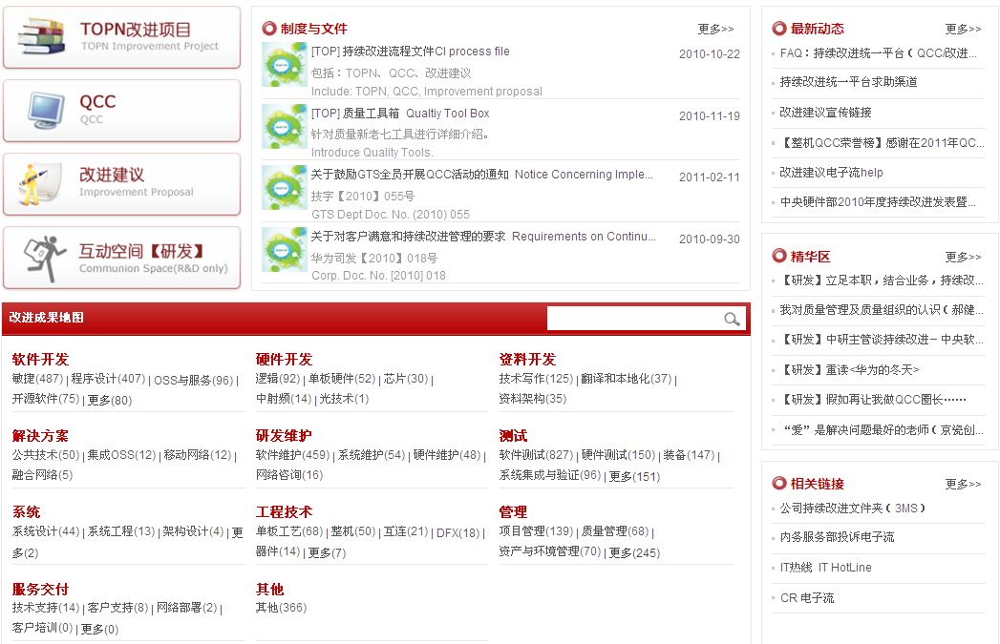 TOPN改进项目
TOPN Improvement Project
QCC
QCC
改进建议
Improvement Proposal
互动空间【研发】
Communion Space(R&D only)
制度与文件 更多>>
[TOP] 持续改进流程文件CI process file 2010-10-22
包括：TOPN、QCC、改进建议
Include: TOPN, QCC, Improvement proposal
[TOP] 质量工具箱 Qualtiy Tool Box 2010-11-19
针对质量新老七工具进行详细介绍。
Introduce Quality Tools.
关于鼓励GTS全员开展QCC活动的通知 Notice Concerning Imple... 2011-02-11
技字【2010】055号
GTS Dept Doc. No. (2010) 055
关于对客户满意和持续改进管理的要求 Requirements on Continu... 2010-09-30
华为司发【2010】018号
Corp. Doc. No. [2010] 018
改进成果地图
软件开发
敏捷(487) | 程序设计(407) | OSS与服务(96) |
开源软件(75) | 更多(80)
硬件开发
逻辑(92) | 单板硬件(52) | 芯片(30) |
中射频(14) | 光技术(1)
资料开发
技术写作(125) | 翻译和本地化(37) |
资料架构(35)
解决方案
公共技术(50) | 集成OSS(12) | 移动网络(12) |
融合网络(5)
研发维护
软件维护(459) | 系统维护(54) | 硬件维护(48) |
网络咨询(16)
测试
软件测试(827) | 硬件测试(150) | 装备(147) |
系统集成与验证(96) | 更多(151)
系统
系统设计(44) | 系统工程(13) | 架构设计(4) | 更
多(2)
工程技术
单板工艺(68) | 整机(50) | 互连(21) | DFX(18) |
器件(14) | 更多(7)
管理
项目管理(139) | 质量管理(68) |
资产与环境管理(70) | 更多(245)
服务交付
技术支持(14) | 客户支持(8) | 网络部署(2) |
客户培训(0) | 更多(0)
其他
其他(366)
最新动态 更多>>
FAQ：持续改进统一平台（QCC/改进...
持续改进统一平台求助渠道
改进建议宣传链接
【整机QCC荣誉榜】感谢在2011年QC...
改进建议电子流help
中央硬件部2010年度持续改进发表暨...
精华区 更多>>
【研发】立足本职，结合业务，持续改...
我对质量管理及质量组织的认识（郝健...
【研发】中研主管谈持续改进－中央软...
【研发】重读<华为的冬天>
【研发】假如再让我做QCC圈长……
“爱”是解决问题最好的老师（京瓷创...
相关链接 更多>>
公司持续改进文件夹（3MS）
内务服务部投诉电子流
IT热线 IT HotLine
CR 电子流